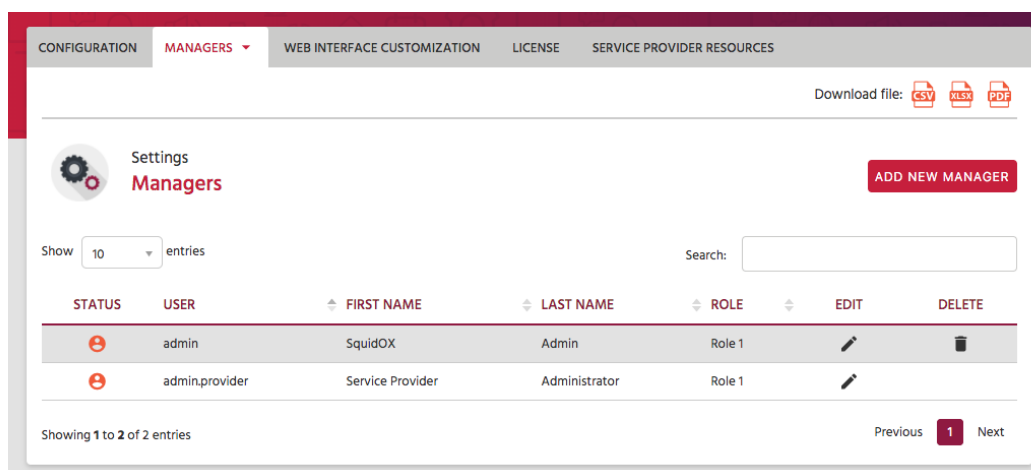 CONFIGURATION MANAGERS WEB INTERFACE CUSTOMIZATION LICENSE SERVICE PROVIDER RESOURCES
Download file: CSV XLSX PDF
Settings
Managers
ADD NEW MANAGER
Show 10 entries Search:
STATUS USER FIRST NAME LAST NAME ROLE EDIT DELETE
admin SquidOX Admin Role 1
admin.provider Service Provider Administrator Role 1
Showing 1 to 2 of 2 entries Previous 1 Next